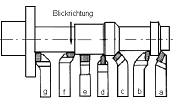 Blickrichtung
g f e d c b a